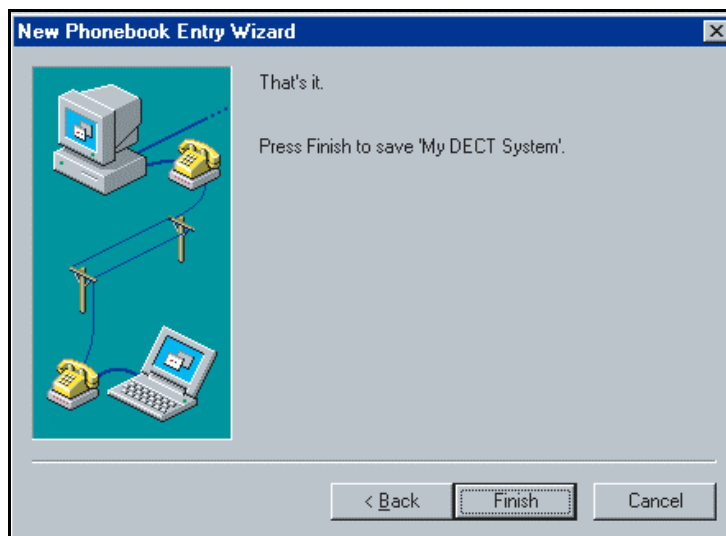 New Phonebook Entry Wizard
That's it.
Press Finish to save 'My DECT System'.
< Back
Finish
Cancel